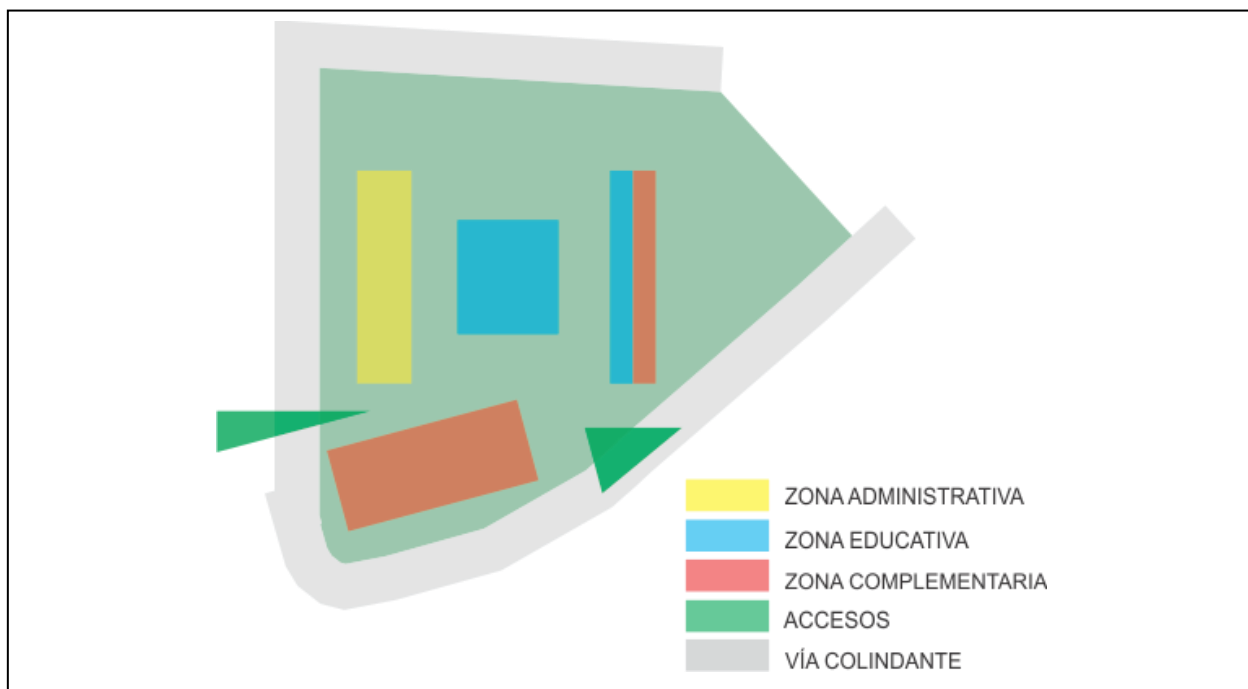 ZONA ADMINISTRATIVA
ZONA EDUCATIVA
ZONA COMPLEMENTARIA
ACCESOS
VÍA COLINDANTE